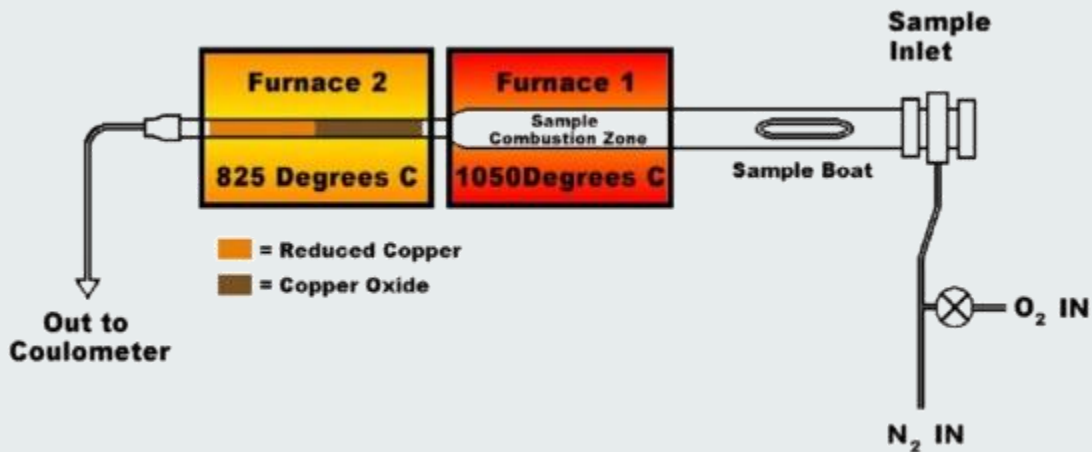 Sample
Inlet
Furnace 2
Furnace 1
Sample
Combustion Zone
825 Degrees C
1050Degrees C
Sample Boat
= Reduced Copper
= Copper Oxide
Out to
Coulometer
O₂ IN
N₂ IN